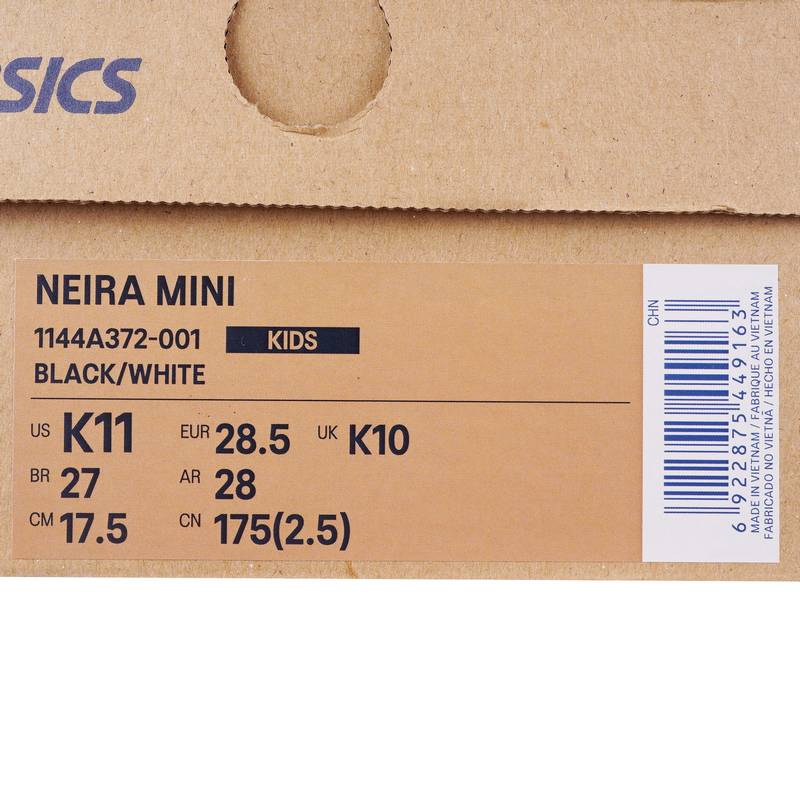 SICS
NEIRA MINI
1144A372-001 KIDS
BLACK/WHITE
US K11 EUR 28.5 UK K10
BR 27 AR 28
CM 17.5 CN 175(2.5)
CHN
6 922875 449163
MADE IN VIETNAM / FABRIQUE AU VIETNAM
FABRICADO NO VIETNÃ / HECHO EN VIETNAM